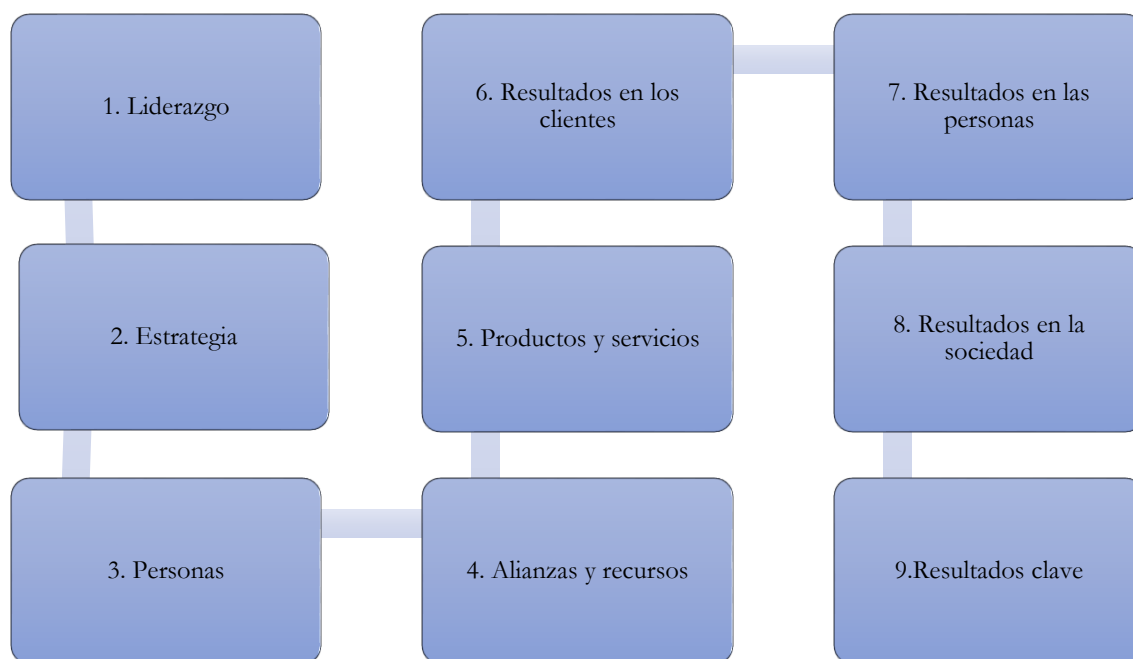 1. Liderazgo
2. Estrategia
3. Personas
4. Alianzas y recursos
5. Productos y servicios
6. Resultados en los
clientes
7. Resultados en las
personas
8. Resultados en la
sociedad
9.Resultados clave